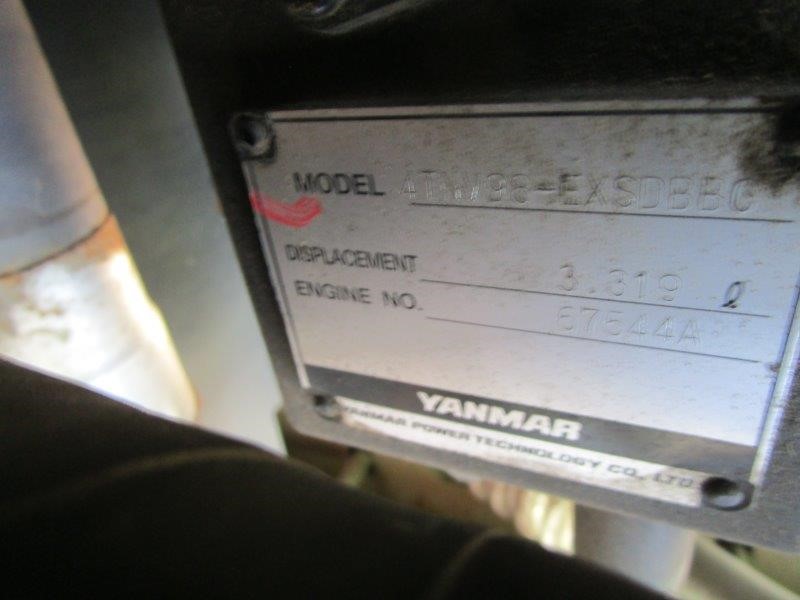 MODEL 4TNV98-EXSDBBC
DISPLACEMENT 3.319 ℓ
ENGINE NO. 67544A
YANMAR
YANMAR POWER TECHNOLOGY CO., LTD.